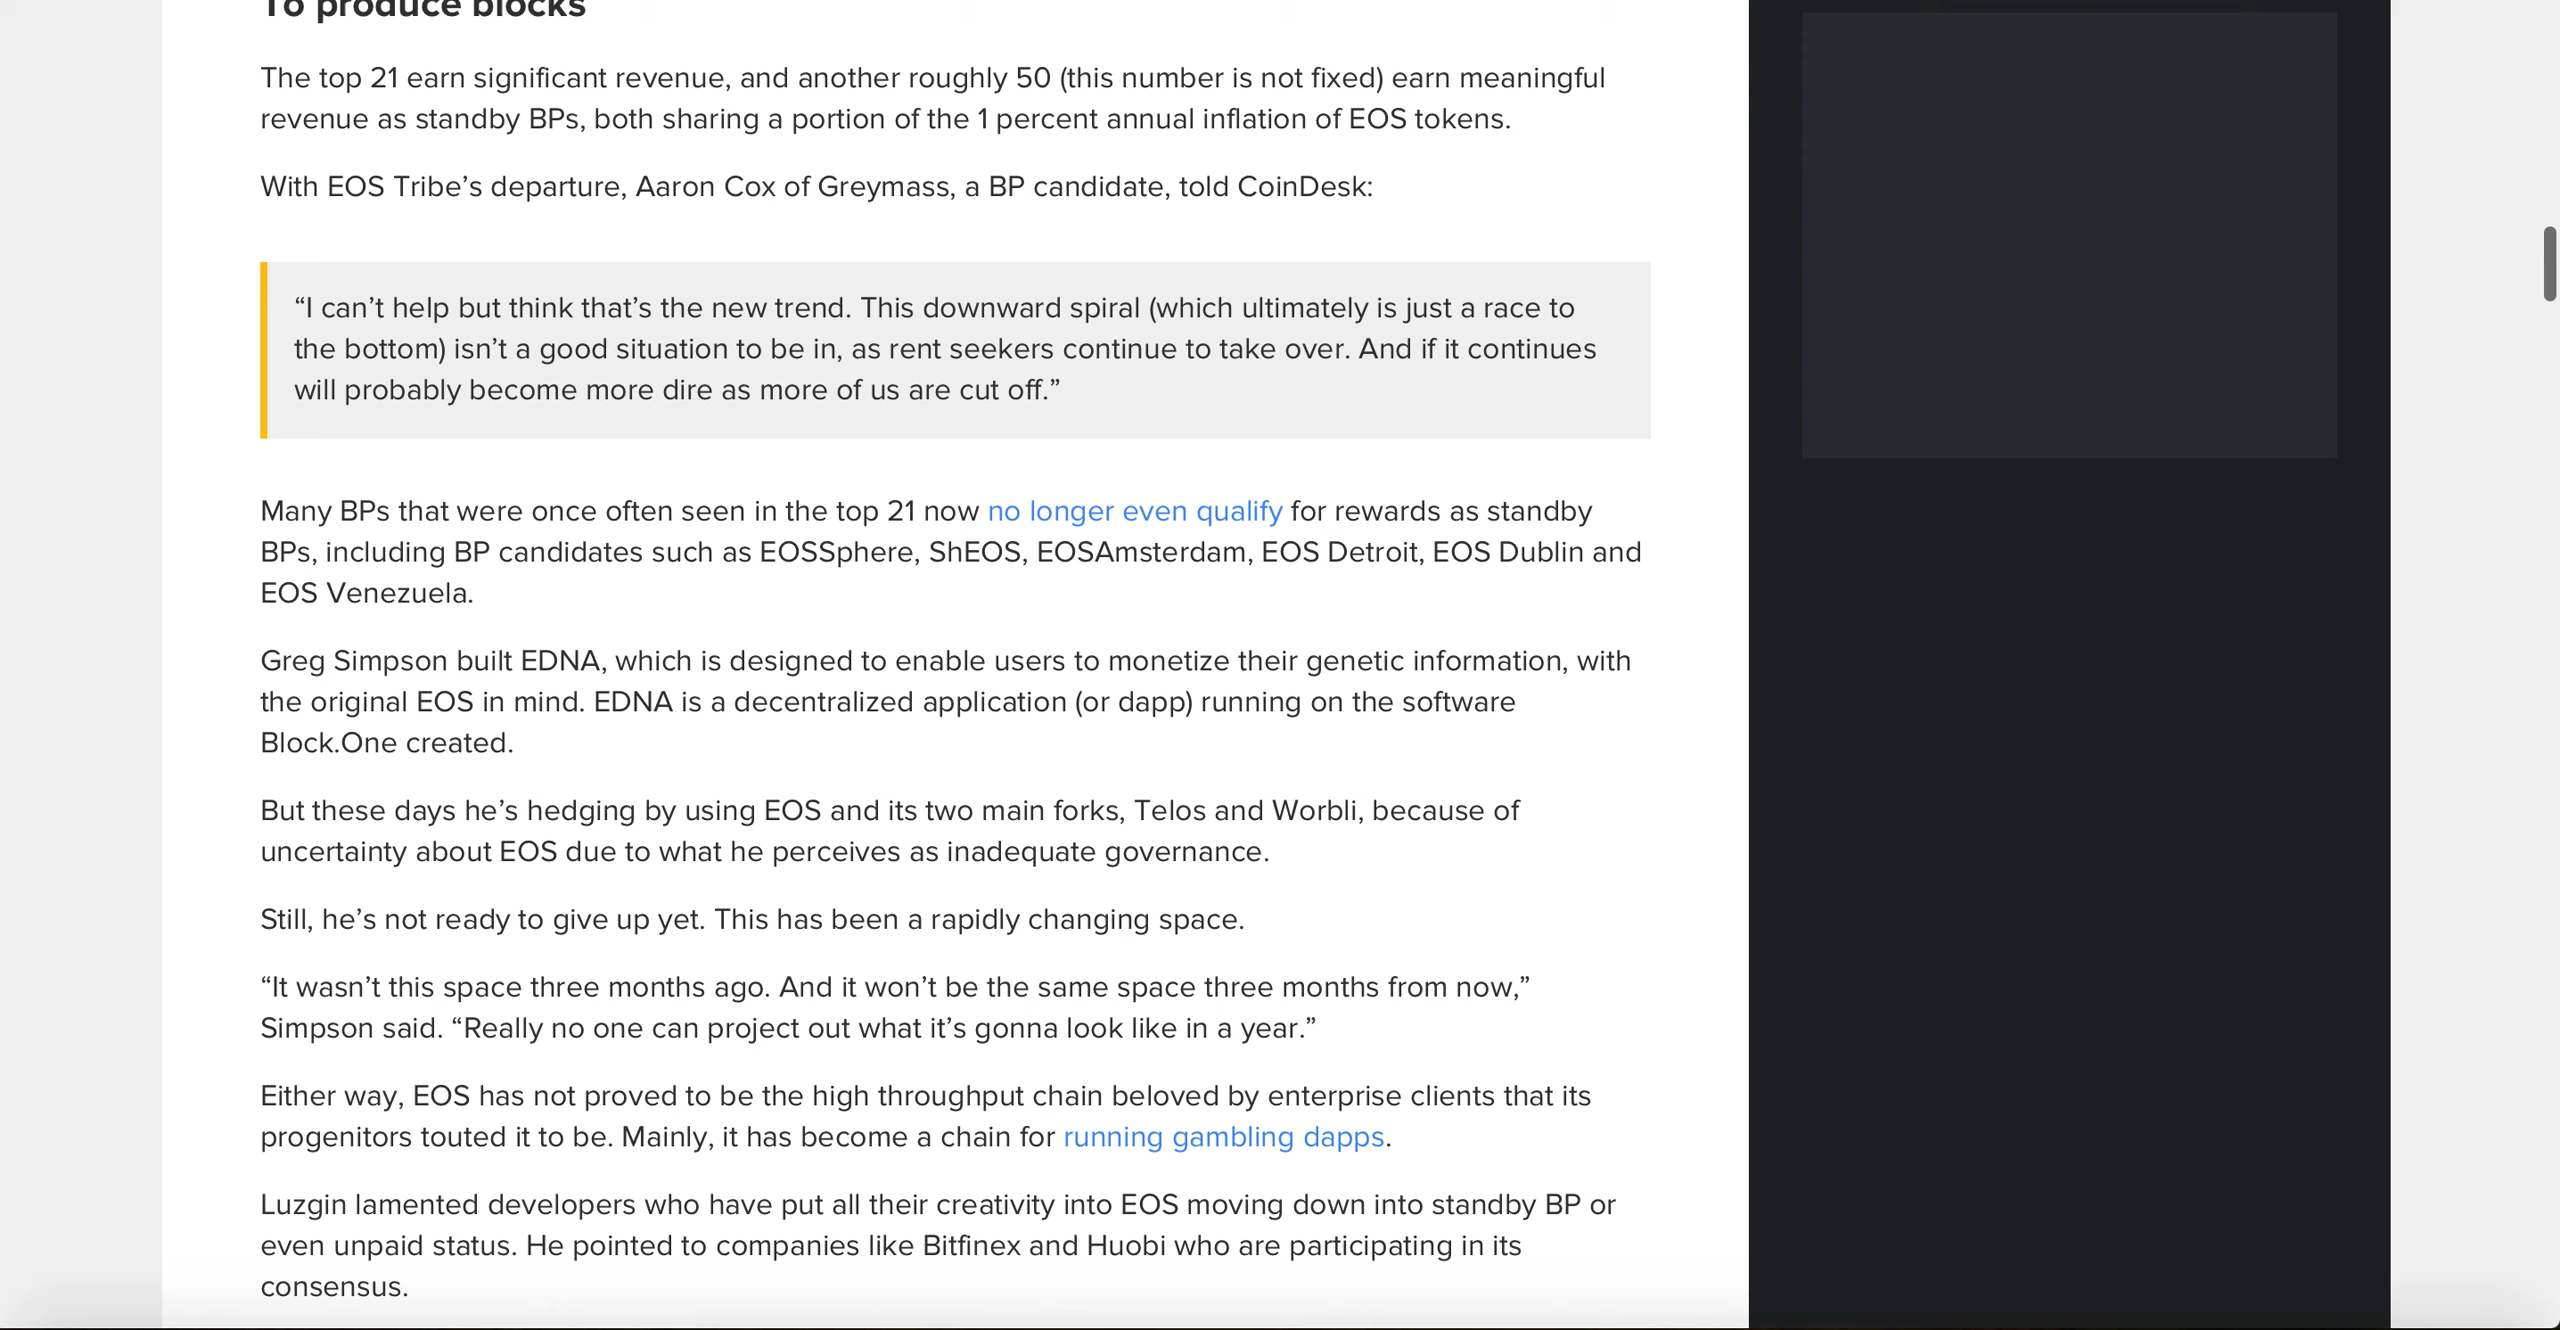 To produce blocks
The top 21 earn significant revenue, and another roughly 50 (this number is not fixed) earn meaningful
revenue as standby BPs, both sharing a portion of the 1 percent annual inflation of EOS tokens.
With EOS Tribe’s departure, Aaron Cox of Greymass, a BP candidate, told CoinDesk:
“I can’t help but think that’s the new trend. This downward spiral (which ultimately is just a race to
the bottom) isn’t a good situation to be in, as rent seekers continue to take over. And if it continues
will probably become more dire as more of us are cut off.”
Many BPs that were once often seen in the top 21 now no longer even qualify for rewards as standby
BPs, including BP candidates such as EOSSphere, ShEOS, EOSAmsterdam, EOS Detroit, EOS Dublin and
EOS Venezuela.
Greg Simpson built EDNA, which is designed to enable users to monetize their genetic information, with
the original EOS in mind. EDNA is a decentralized application (or dapp) running on the software
Block.One created.
But these days he’s hedging by using EOS and its two main forks, Telos and Worbli, because of
uncertainty about EOS due to what he perceives as inadequate governance.
Still, he’s not ready to give up yet. This has been a rapidly changing space.
“It wasn’t this space three months ago. And it won’t be the same space three months from now,”
Simpson said. “Really no one can project out what it’s gonna look like in a year.”
Either way, EOS has not proved to be the high throughput chain beloved by enterprise clients that its
progenitors touted it to be. Mainly, it has become a chain for running gambling dapps.
Luzgin lamented developers who have put all their creativity into EOS moving down into standby BP or
even unpaid status. He pointed to companies like Bitfinex and Huobi who are participating in its
consensus.